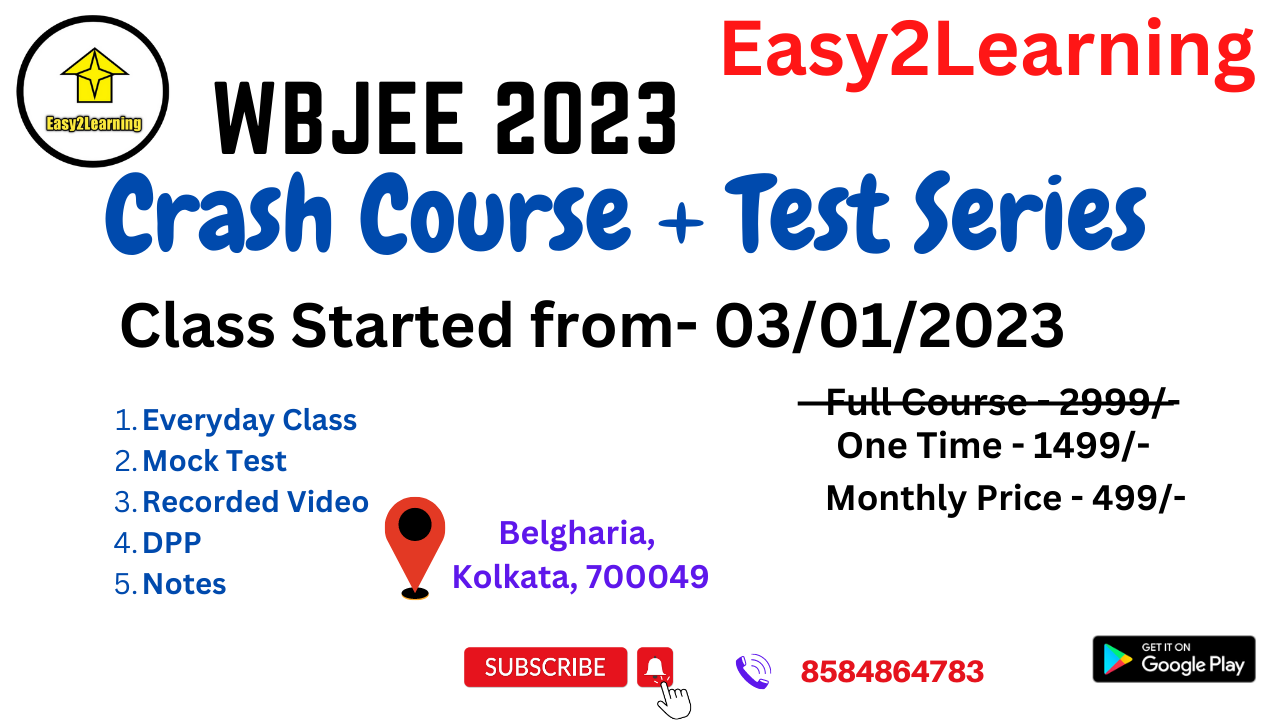 Easy2Learning
Easy2Learning
WBJEE 2023
Crash Course + Test Series
Class Started from- 03/01/2023
1. Everyday Class
2. Mock Test
3. Recorded Video
4. DPP
5. Notes
Full Course - 2999/-
One Time - 1499/-
Monthly Price - 499/-
Belgharia,
Kolkata, 700049
SUBSCRIBE
8584864783
GET IT ON
Google Play